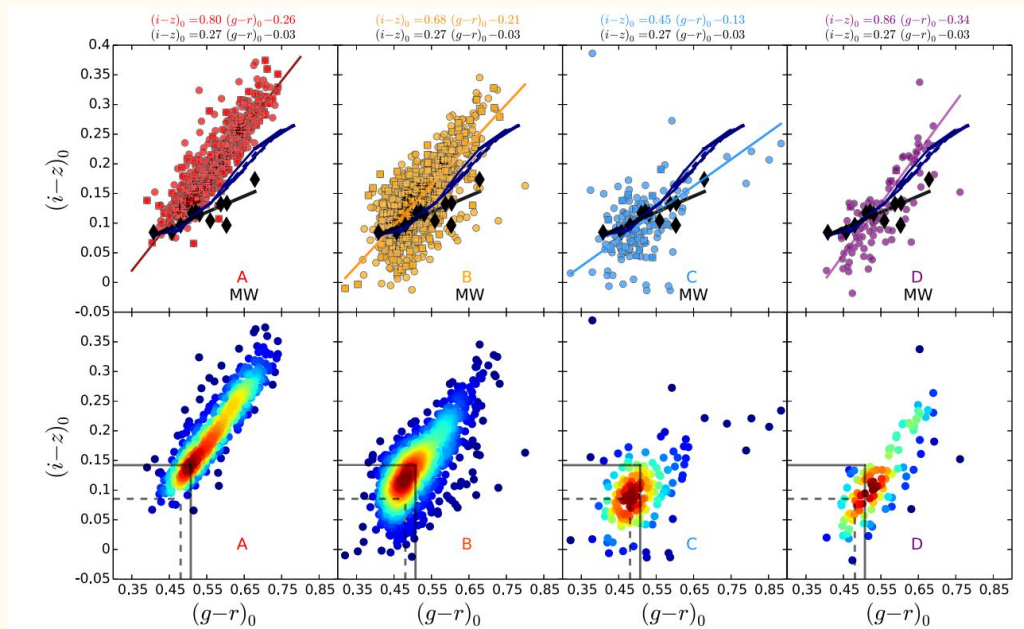 (i−z)₀ =0.80 (g−r)₀ −0.26
(i−z)₀ =0.27 (g−r)₀ −0.03
(i−z)₀ =0.68 (g−r)₀ −0.21
(i−z)₀ =0.27 (g−r)₀ −0.03
(i−z)₀ =0.45 (g−r)₀ −0.13
(i−z)₀ =0.27 (g−r)₀ −0.03
(i−z)₀ =0.86 (g−r)₀ −0.34
(i−z)₀ =0.27 (g−r)₀ −0.03
0.4
0.35
0.3
0.25
0.2
0.15
0.1
0.05
0
-0.05
(i−z)₀
A
MW
B
MW
C
MW
D
MW
0.35
0.3
0.25
0.2
0.15
0.1
0.05
0
-0.05
(i−z)₀
A
B
C
D
0.35 0.45 0.55 0.65 0.75 0.85
0.35 0.45 0.55 0.65 0.75 0.85
0.35 0.45 0.55 0.65 0.75 0.85
0.35 0.45 0.55 0.65 0.75 0.85
(g−r)₀
(g−r)₀
(g−r)₀
(g−r)₀